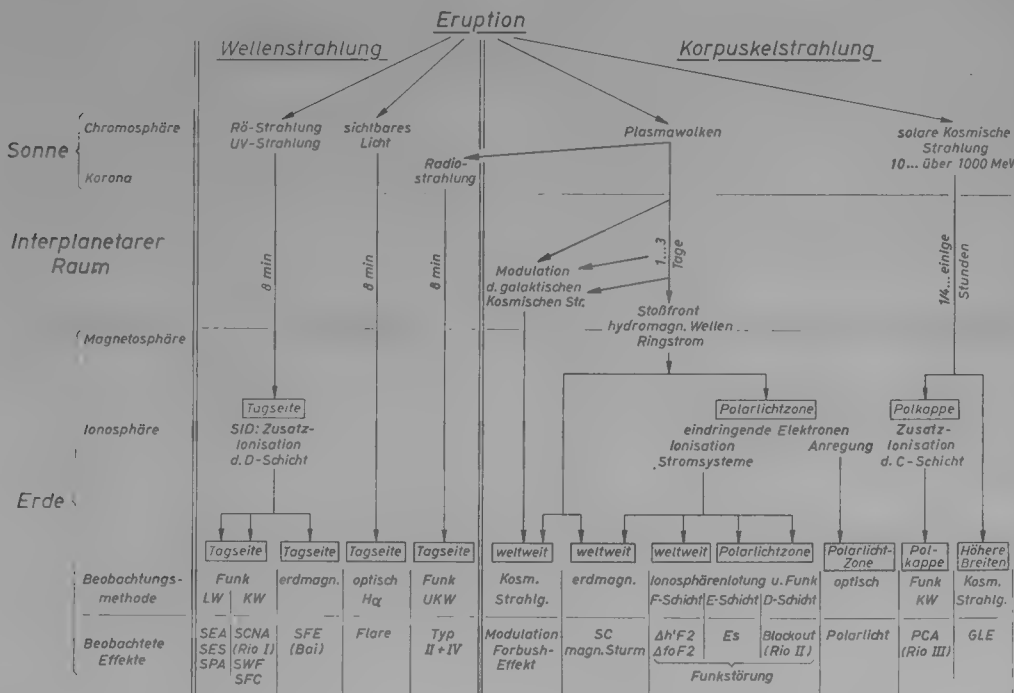 Eruption
Wellenstrahlung
Korpuskelstrahlung
Sonne
Chromosphäre
Korona
Rö-Strahlung
UV-Strahlung
sichtbares
Licht
Radio-
strahlung
Plasmawolken
solare Kosmische
Strahlung
10... über 1000 MeV
Interplanetarer
Raum
8 min
8 min
8 min
Modulation
d. galaktischen
Kosmischen Str.
1...3
Tage
1/4... einige
Stunden
Stoßfront
hydromagn. Wellen
Ringstrom
Erde
Magnetosphäre
Ionosphäre
Tagseite
SID: Zusatz-
Ionisation
d. D-Schicht
Polarlichtzone
eindringende Elektronen
Ionisation
Stromsysteme
Anregung
Polkappe
Zusatz-
Ionisation
d. C-Schicht
Tagseite
Tagseite
Tagseite
Tagseite
weltweit
weltweit
weltweit
Polarlichtzone
Polarlicht-
Zone
Pol-
kappe
Höhere
Breiten
Beobachtungs-
methode
Funk
LW
KW
erdmagn.
optisch
Hα
Funk
UKW
Kosm.
Strahlg.
erdmagn.
Ionosphärenlotung u. Funk
F-Schicht
E-Schicht
D-Schicht
optisch
Funk
KW
Kosm.
Strahlg.
Beobachtete
Effekte
SEA
SES
SPA
SCNA
(Rio I)
SWF
SFC
SFE
(Bai)
Flare
Typ
II + IV
Modulation
Forbush-
Effekt
SC
magn. Sturm
Δh'F2
ΔfoF2
Es
Blackout
(Rio II)
Funkstörung
Polarlicht
PCA
(Rio III)
GLE